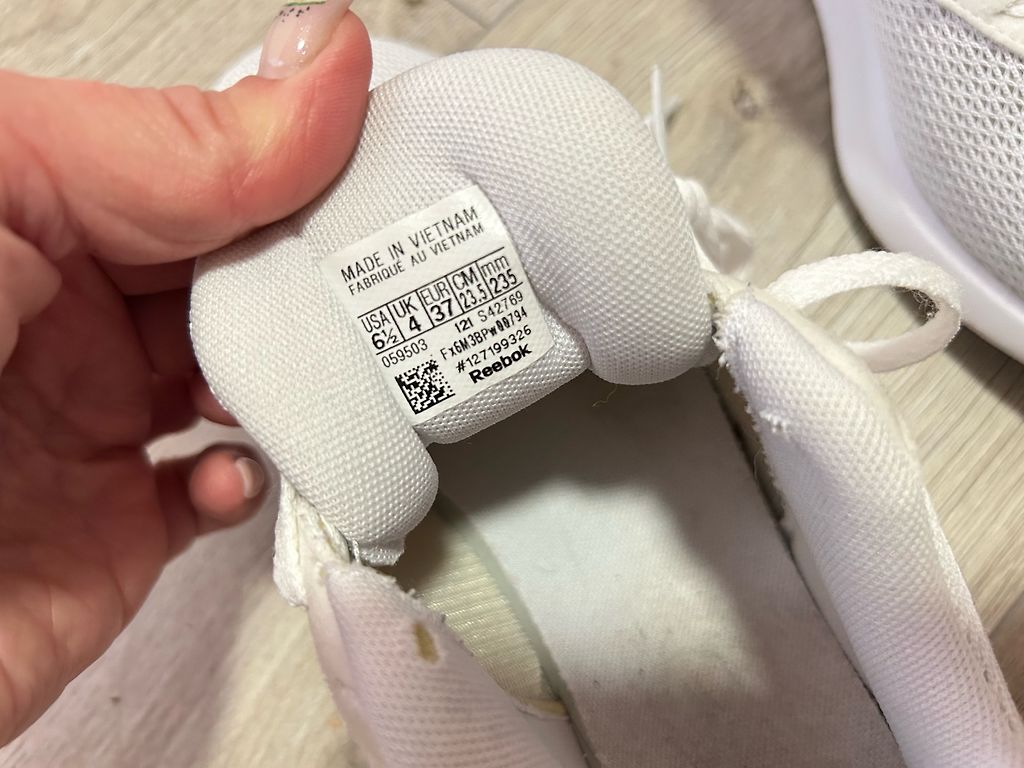 MADE IN VIETNAM
FABRIQUÉ AU VIETNAM
USA UK EUR CM mm
6½ 4 37 23.5 235
059503 121 S42769
Fx6M3BPw00794
#127199326
Reebok